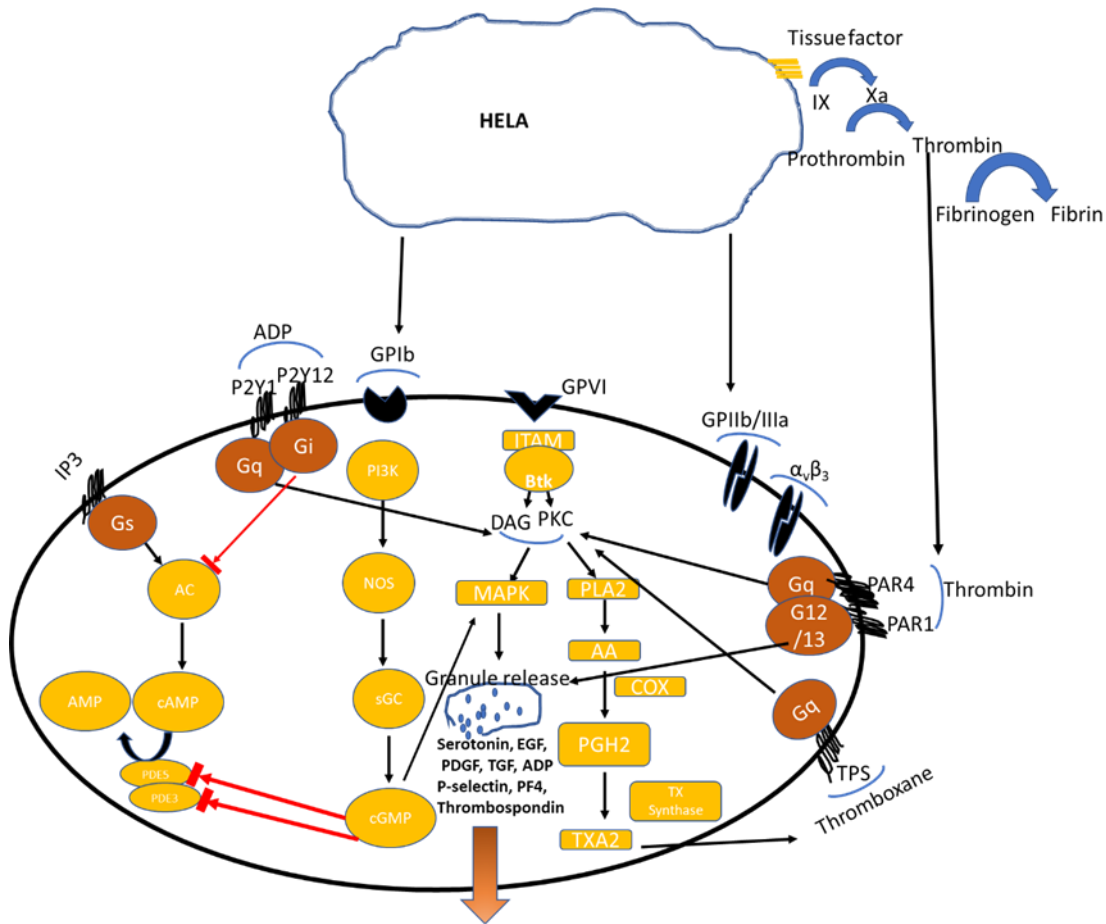 Tissue factor
HELA
IX
Xa
Prothrombin
Thrombin
Fibrinogen
Fibrin
ADP
P2Y1
P2Y12
GPIb
GPVI
GPIIb/IIIa
αvβ3
IP3
Gs
Gq
Gi
PI3K
ITAM
Btk
DAG
PKC
AC
NOS
MAPK
PLA2
Gq
G12
/13
PAR4
PAR1
Thrombin
AA
COX
AMP
cAMP
sGC
Granule release
PGH2
Gq
TPS
Thromboxane
PDE5
PDE3
cGMP
Serotonin, EGF,
PDGF, TGF, ADP
P-selectin, PF4,
Thrombospondin
TX
Synthase
TXA2